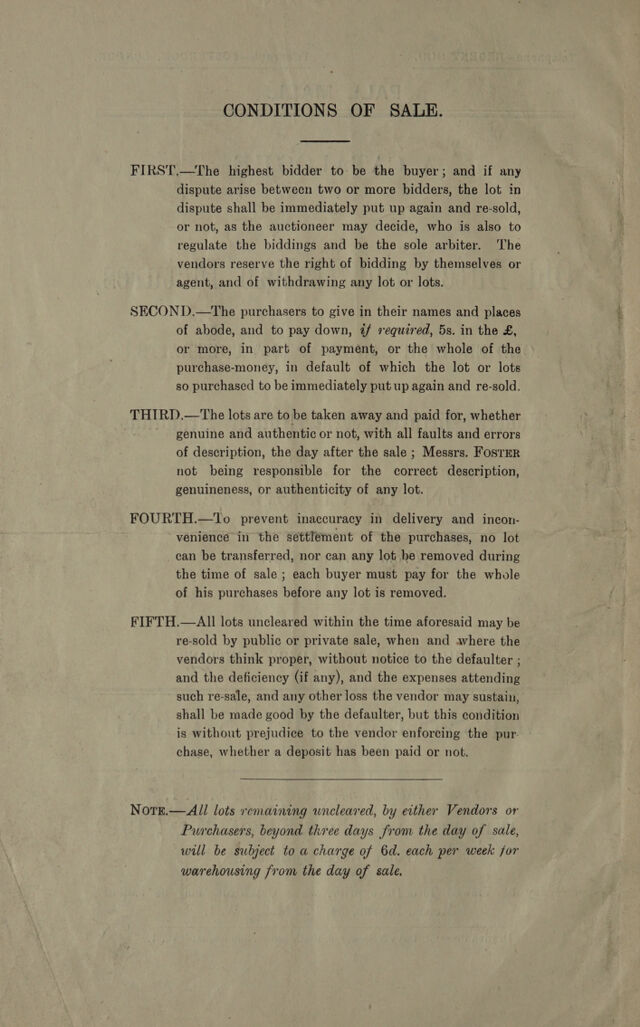 CONDITIONS OF SALE.
FIRST.—The highest bidder to be the buyer; and if any
dispute arise between two or more bidders, the lot in
dispute shall be immediately put up again and re-sold,
or not, as the auctioneer may decide, who is also to
regulate the biddings and be the sole arbiter. The
vendors reserve the right of bidding by themselves or
agent, and of withdrawing any lot or lots.
SECOND.—The purchasers to give in their names and places
of abode, and to pay down, if required, 5s. in the £,
or more, in part of payment, or the whole of the
purchase-money, in default of which the lot or lots
so purchased to be immediately put up again and re-sold.
THIRD.—The lots are to be taken away and paid for, whether
genuine and authentic or not, with all faults and errors
of description, the day after the sale; Messrs. FOSTER
not being responsible for the correct description,
genuineness, or authenticity of any lot.
FOURTH.—To prevent inaccuracy in delivery and incon-
venience in the settlement of the purchases, no lot
can be transferred, nor can any lot be removed during
the time of sale; each buyer must pay for the whole
of his purchases before any lot is removed.
FIFTH.—All lots uncleared within the time aforesaid may be
re-sold by public or private sale, when and where the
vendors think proper, without notice to the defaulter;
and the deficiency (if any), and the expenses attending
such re-sale, and any other loss the vendor may sustain,
shall be made good by the defaulter, but this condition
is without prejudice to the vendor enforcing the pur-
chase, whether a deposit has been paid or not.
NOTE.—All lots remaining uncleared, by either Vendors or
Purchasers, beyond three days from the day of sale,
will be subject to a charge of 6d. each per week for
warehousing from the day of sale.